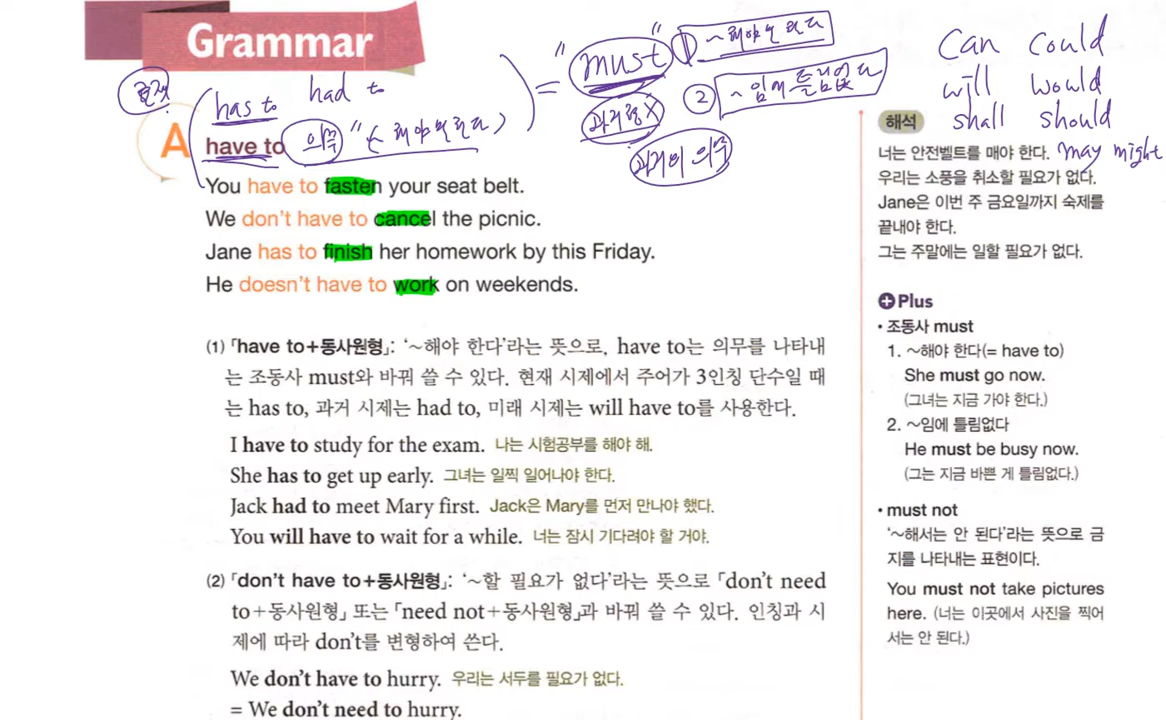 Grammar
현재
has to had to
A have to 의무 "(~해야 한다)
= "must" ① ~해야 한다
② ~임에 틀림없다
과거형 X
과거의 의무
can could
will would
shall should
may might
You have to fasten your seat belt.
We don't have to cancel the picnic.
Jane has to finish her homework by this Friday.
He doesn't have to work on weekends.
해석
너는 안전벨트를 매야 한다.
우리는 소풍을 취소할 필요가 없다.
Jane은 이번 주 금요일까지 숙제를
끝내야 한다.
그는 주말에는 일할 필요가 없다.
(1) 「have to+동사원형」: '~해야 한다'라는 뜻으로, have to는 의무를 나타내
는 조동사 must와 바꿔 쓸 수 있다. 현재 시제에서 주어가 3인칭 단수일 때
는 has to, 과거 시제는 had to, 미래 시제는 will have to를 사용한다.
I have to study for the exam. 나는 시험공부를 해야 해.
She has to get up early. 그녀는 일찍 일어나야 한다.
Jack had to meet Mary first. Jack은 Mary를 먼저 만나야 했다.
You will have to wait for a while. 너는 잠시 기다려야 할 거야.
(2) 「don't have to+동사원형」: '~할 필요가 없다'라는 뜻으로 「don't need
to+동사원형」 또는 「need not+동사원형」과 바꿔 쓸 수 있다. 인칭과 시
제에 따라 don't를 변형하여 쓴다.
We don't have to hurry. 우리는 서두를 필요가 없다.
= We don't need to hurry.
Plus
• 조동사 must
1. ~해야 한다(= have to)
She must go now.
(그녀는 지금 가야 한다.)
2. ~임에 틀림없다
He must be busy now.
(그는 지금 바쁜 게 틀림없다.)
• must not
'~해서는 안 된다'라는 뜻으로 금
지를 나타내는 표현이다.
You must not take pictures
here. (너는 이곳에서 사진을 찍어
서는 안 된다.)